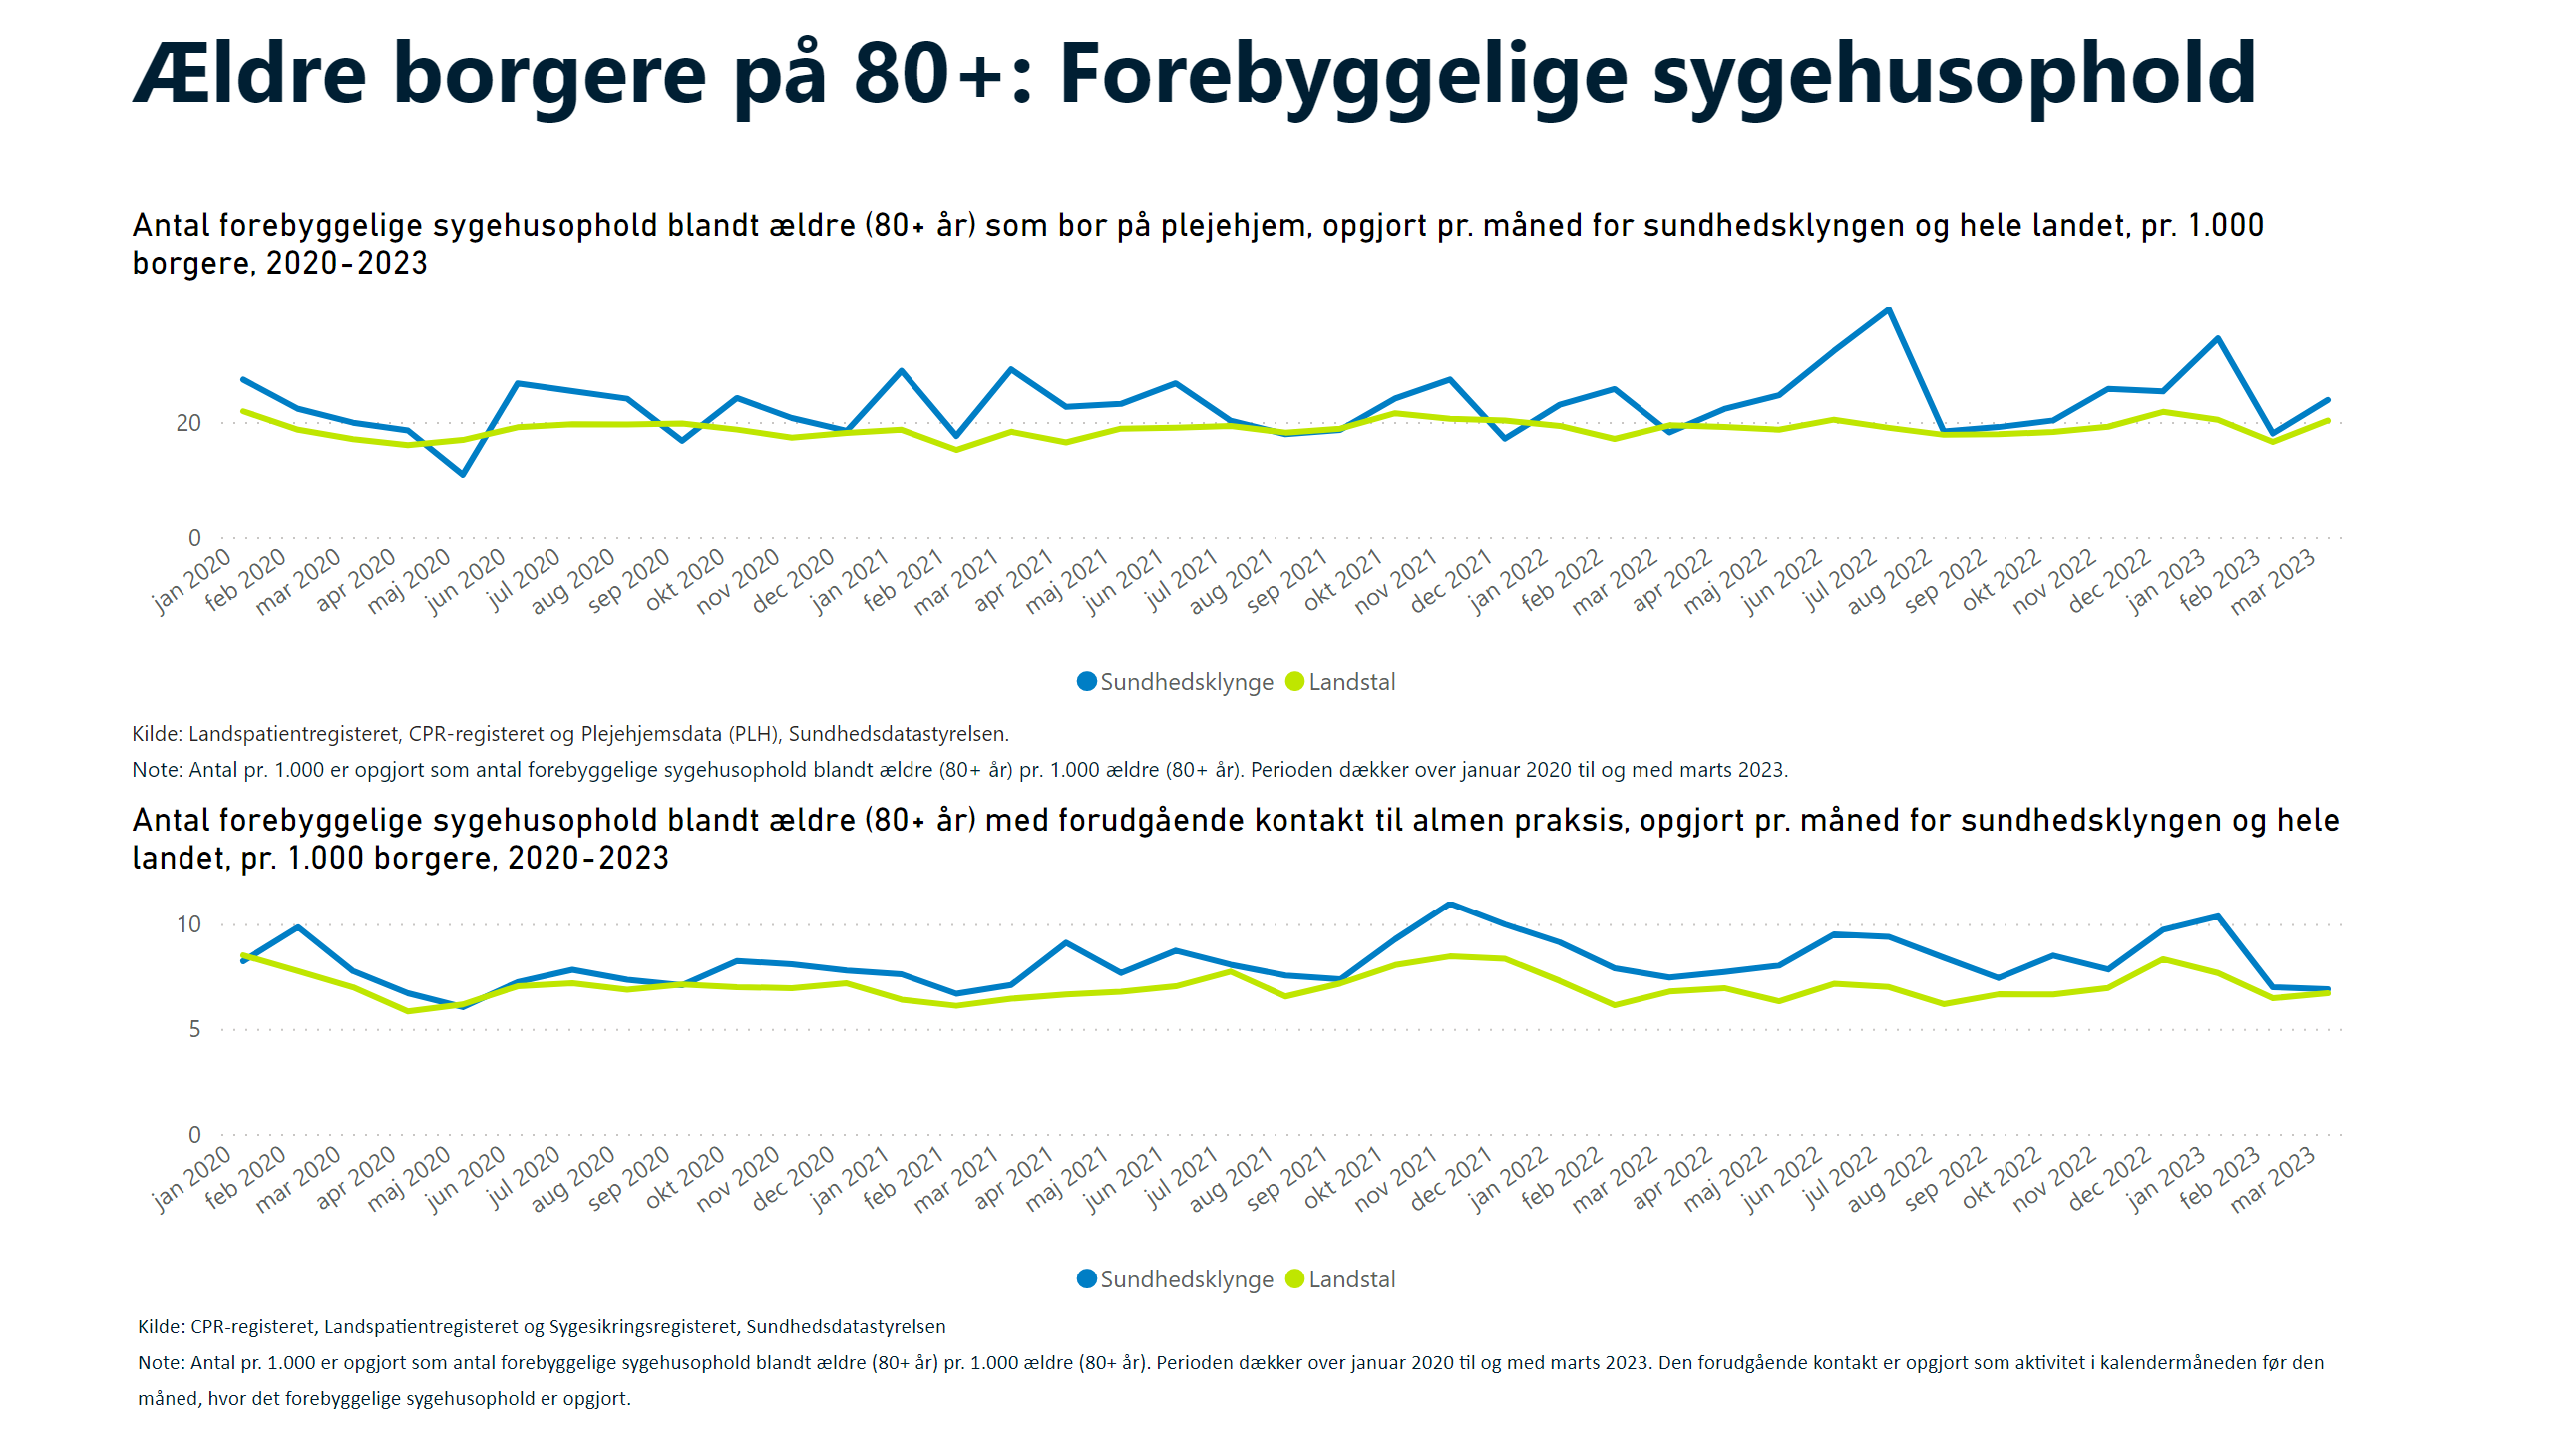 Ældre borgere på 80+: Forebyggelige sygehusophold
Antal forebyggelige sygehusophold blandt ældre (80+ år) som bor på plejehjem, opgjort pr. måned for sundhedsklyngen og hele landet, pr. 1.000
borgere, 2020-2023
20
0
jan 2020
feb 2020
mar 2020
apr 2020
maj 2020
jun 2020
jul 2020
aug 2020
sep 2020
okt 2020
nov 2020
dec 2020
jan 2021
feb 2021
mar 2021
apr 2021
maj 2021
jun 2021
jul 2021
aug 2021
sep 2021
okt 2021
nov 2021
dec 2021
jan 2022
feb 2022
mar 2022
apr 2022
maj 2022
jun 2022
jul 2022
aug 2022
sep 2022
okt 2022
nov 2022
dec 2022
jan 2023
feb 2023
mar 2023
Sundhedsklynge Landstal
Kilde: Landspatientregisteret, CPR-registeret og Plejehjemsdata (PLH), Sundhedsdatastyrelsen.
Note: Antal pr. 1.000 er opgjort som antal forebyggelige sygehusophold blandt ældre (80+ år) pr. 1.000 ældre (80+ år). Perioden dækker over januar 2020 til og med marts 2023.
Antal forebyggelige sygehusophold blandt ældre (80+ år) med forudgående kontakt til almen praksis, opgjort pr. måned for sundhedsklyngen og hele
landet, pr. 1.000 borgere, 2020-2023
10
5
0
jan 2020
feb 2020
mar 2020
apr 2020
maj 2020
jun 2020
jul 2020
aug 2020
sep 2020
okt 2020
nov 2020
dec 2020
jan 2021
feb 2021
mar 2021
apr 2021
maj 2021
jun 2021
jul 2021
aug 2021
sep 2021
okt 2021
nov 2021
dec 2021
jan 2022
feb 2022
mar 2022
apr 2022
maj 2022
jun 2022
jul 2022
aug 2022
sep 2022
okt 2022
nov 2022
dec 2022
jan 2023
feb 2023
mar 2023
Sundhedsklynge Landstal
Kilde: CPR-registeret, Landspatientregisteret og Sygesikringsregisteret, Sundhedsdatastyrelsen
Note: Antal pr. 1.000 er opgjort som antal forebyggelige sygehusophold blandt ældre (80+ år) pr. 1.000 ældre (80+ år). Perioden dækker over januar 2020 til og med marts 2023. Den forudgående kontakt er opgjort som aktivitet i kalendermåneden før den
måned, hvor det forebyggelige sygehusophold er opgjort.